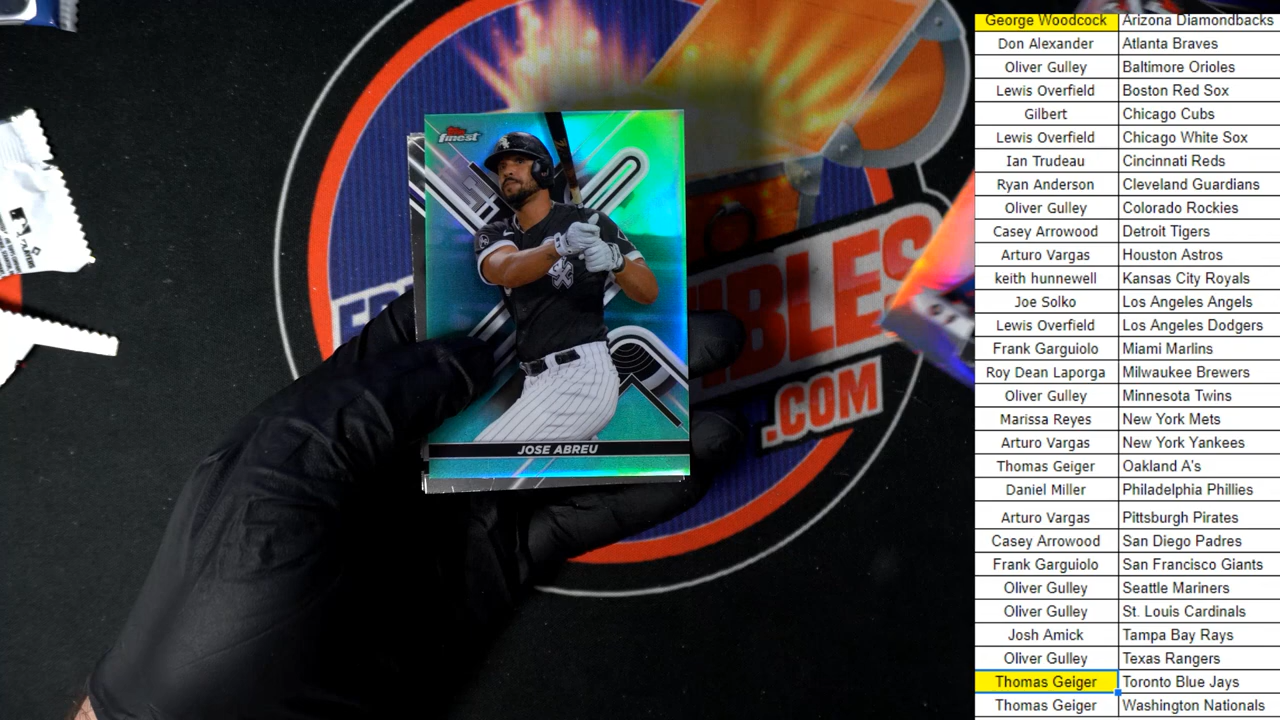 George Woodcock Arizona Diamondbacks
Don Alexander Atlanta Braves
Oliver Gulley Baltimore Orioles
Lewis Overfield Boston Red Sox
Gilbert Chicago Cubs
Lewis Overfield Chicago White Sox
Ian Trudeau Cincinnati Reds
Ryan Anderson Cleveland Guardians
Oliver Gulley Colorado Rockies
Casey Arrowood Detroit Tigers
Arturo Vargas Houston Astros
keith hunnewell Kansas City Royals
Joe Solko Los Angeles Angels
Lewis Overfield Los Angeles Dodgers
Frank Garguiolo Miami Marlins
Roy Dean Laporga Milwaukee Brewers
Oliver Gulley Minnesota Twins
Marissa Reyes New York Mets
Arturo Vargas New York Yankees
Thomas Geiger Oakland A's
Daniel Miller Philadelphia Phillies
Arturo Vargas Pittsburgh Pirates
Casey Arrowood San Diego Padres
Frank Garguiolo San Francisco Giants
Oliver Gulley Seattle Mariners
Oliver Gulley St. Louis Cardinals
Josh Amick Tampa Bay Rays
Oliver Gulley Texas Rangers
Thomas Geiger Toronto Blue Jays
Thomas Geiger Washington Nationals
Topps
finest
JOSE ABREU
IBLES
.COM